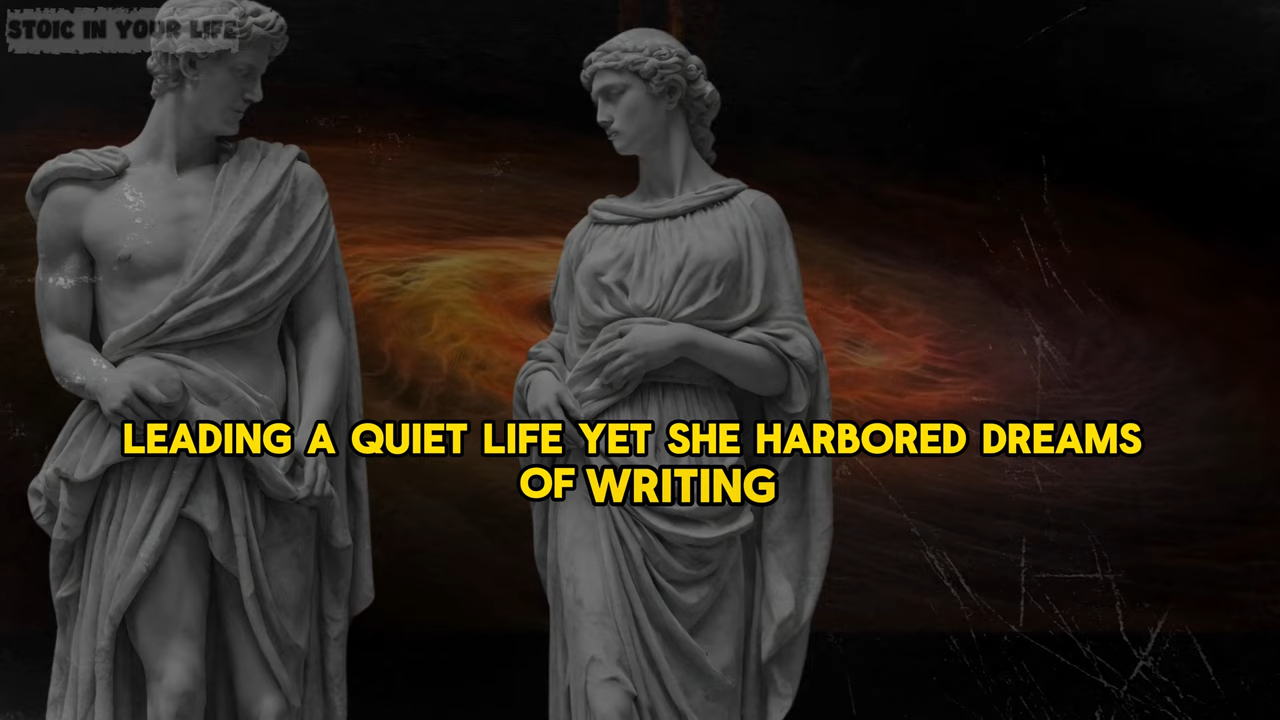 STOIC IN YOUR LIFE
LEADING A QUIET LIFE YET SHE HARBORED DREAMS
OF WRITING